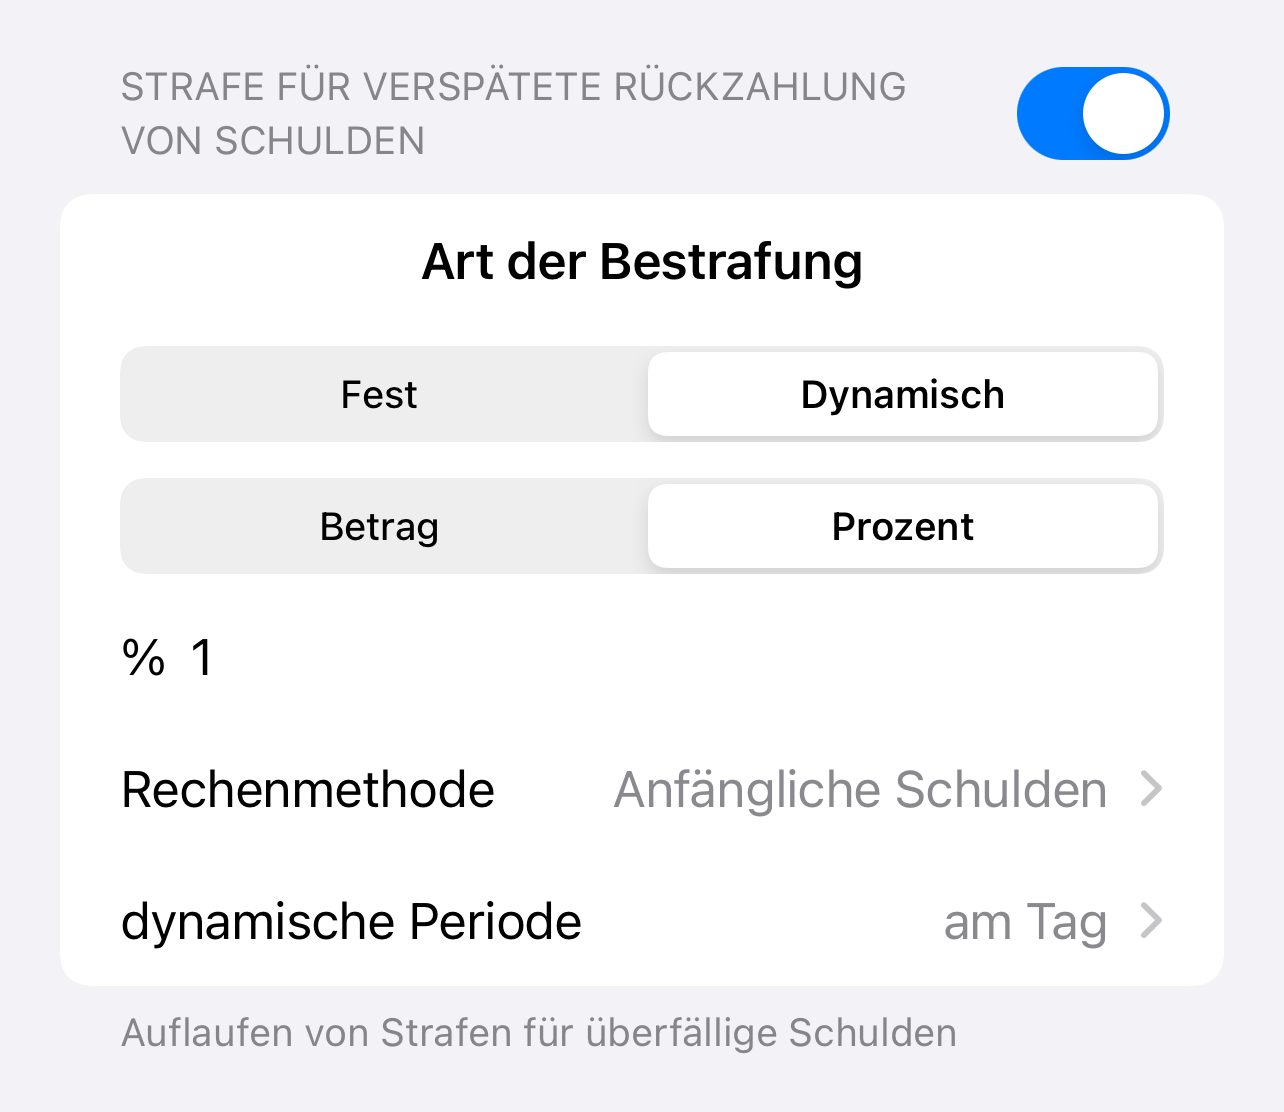 STRAFE FÜR VERSPÄTETE RÜCKZAHLUNG
VON SCHULDEN
Art der Bestrafung
Fest Dynamisch
Betrag Prozent
% 1
Rechenmethode Anfängliche Schulden
dynamische Periode am Tag
Auflaufen von Strafen für überfällige Schulden